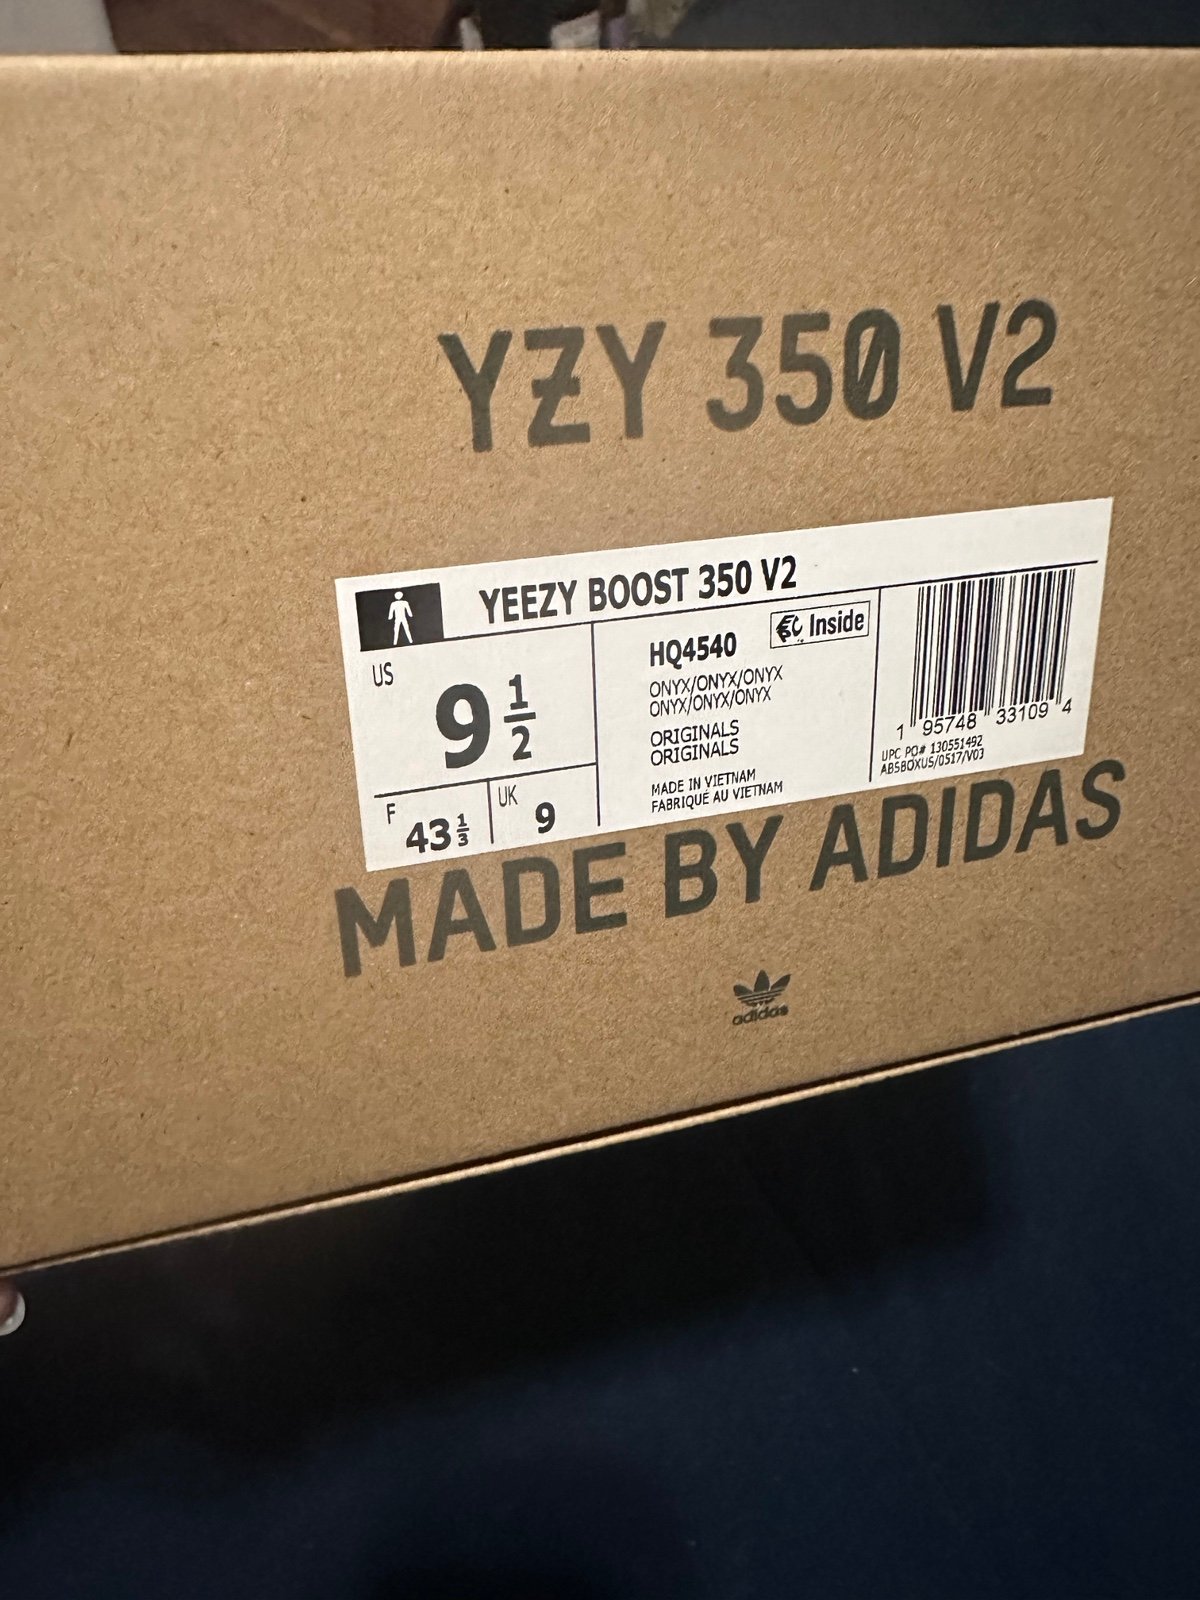 YZY 350 V2
YEEZY BOOST 350 V2
US
9 1/2
F
43 1/3
UK
9
HQ4540
Inside
ONYX/ONYX/ONYX
ONYX/ONYX/ONYX
ORIGINALS
ORIGINALS
MADE IN VIETNAM
FABRIQUÉ AU VIETNAM
1 95748 33109 4
UPC PO# 130551492
ABSBOXUS/0517/V03
MADE BY ADIDAS
adidas